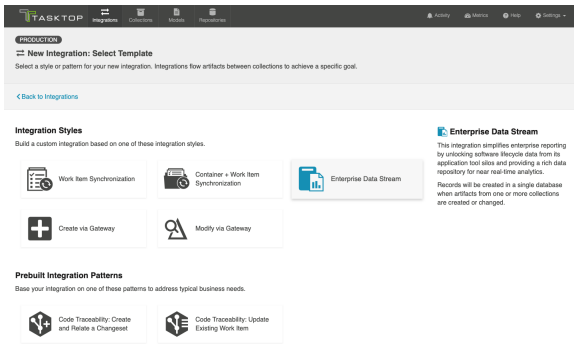 TASKTOP
Integrations
Collections
Models
Repositories
Activity
Metrics
Help
Settings
PRODUCTION
New Integration: Select Template
Select a style or pattern for your new integration. Integrations flow artifacts between collections to achieve a specific goal.
Back to Integrations
Integration Styles
Build a custom integration based on one of these integration styles.
Work Item Synchronization
Container + Work Item
Synchronization
Enterprise Data Stream
Create via Gateway
Modify via Gateway
Prebuilt Integration Patterns
Base your integration on one of these patterns to address typical business needs.
Code Traceability: Create
and Relate a Changeset
Code Traceability: Update
Existing Work Item
Enterprise Data Stream
This integration simplifies enterprise reporting
by unlocking software lifecycle data from its
application tool silos and providing a rich data
repository for near real-time analytics.
Records will be created in a single database
when artifacts from one or more collections
are created or changed.